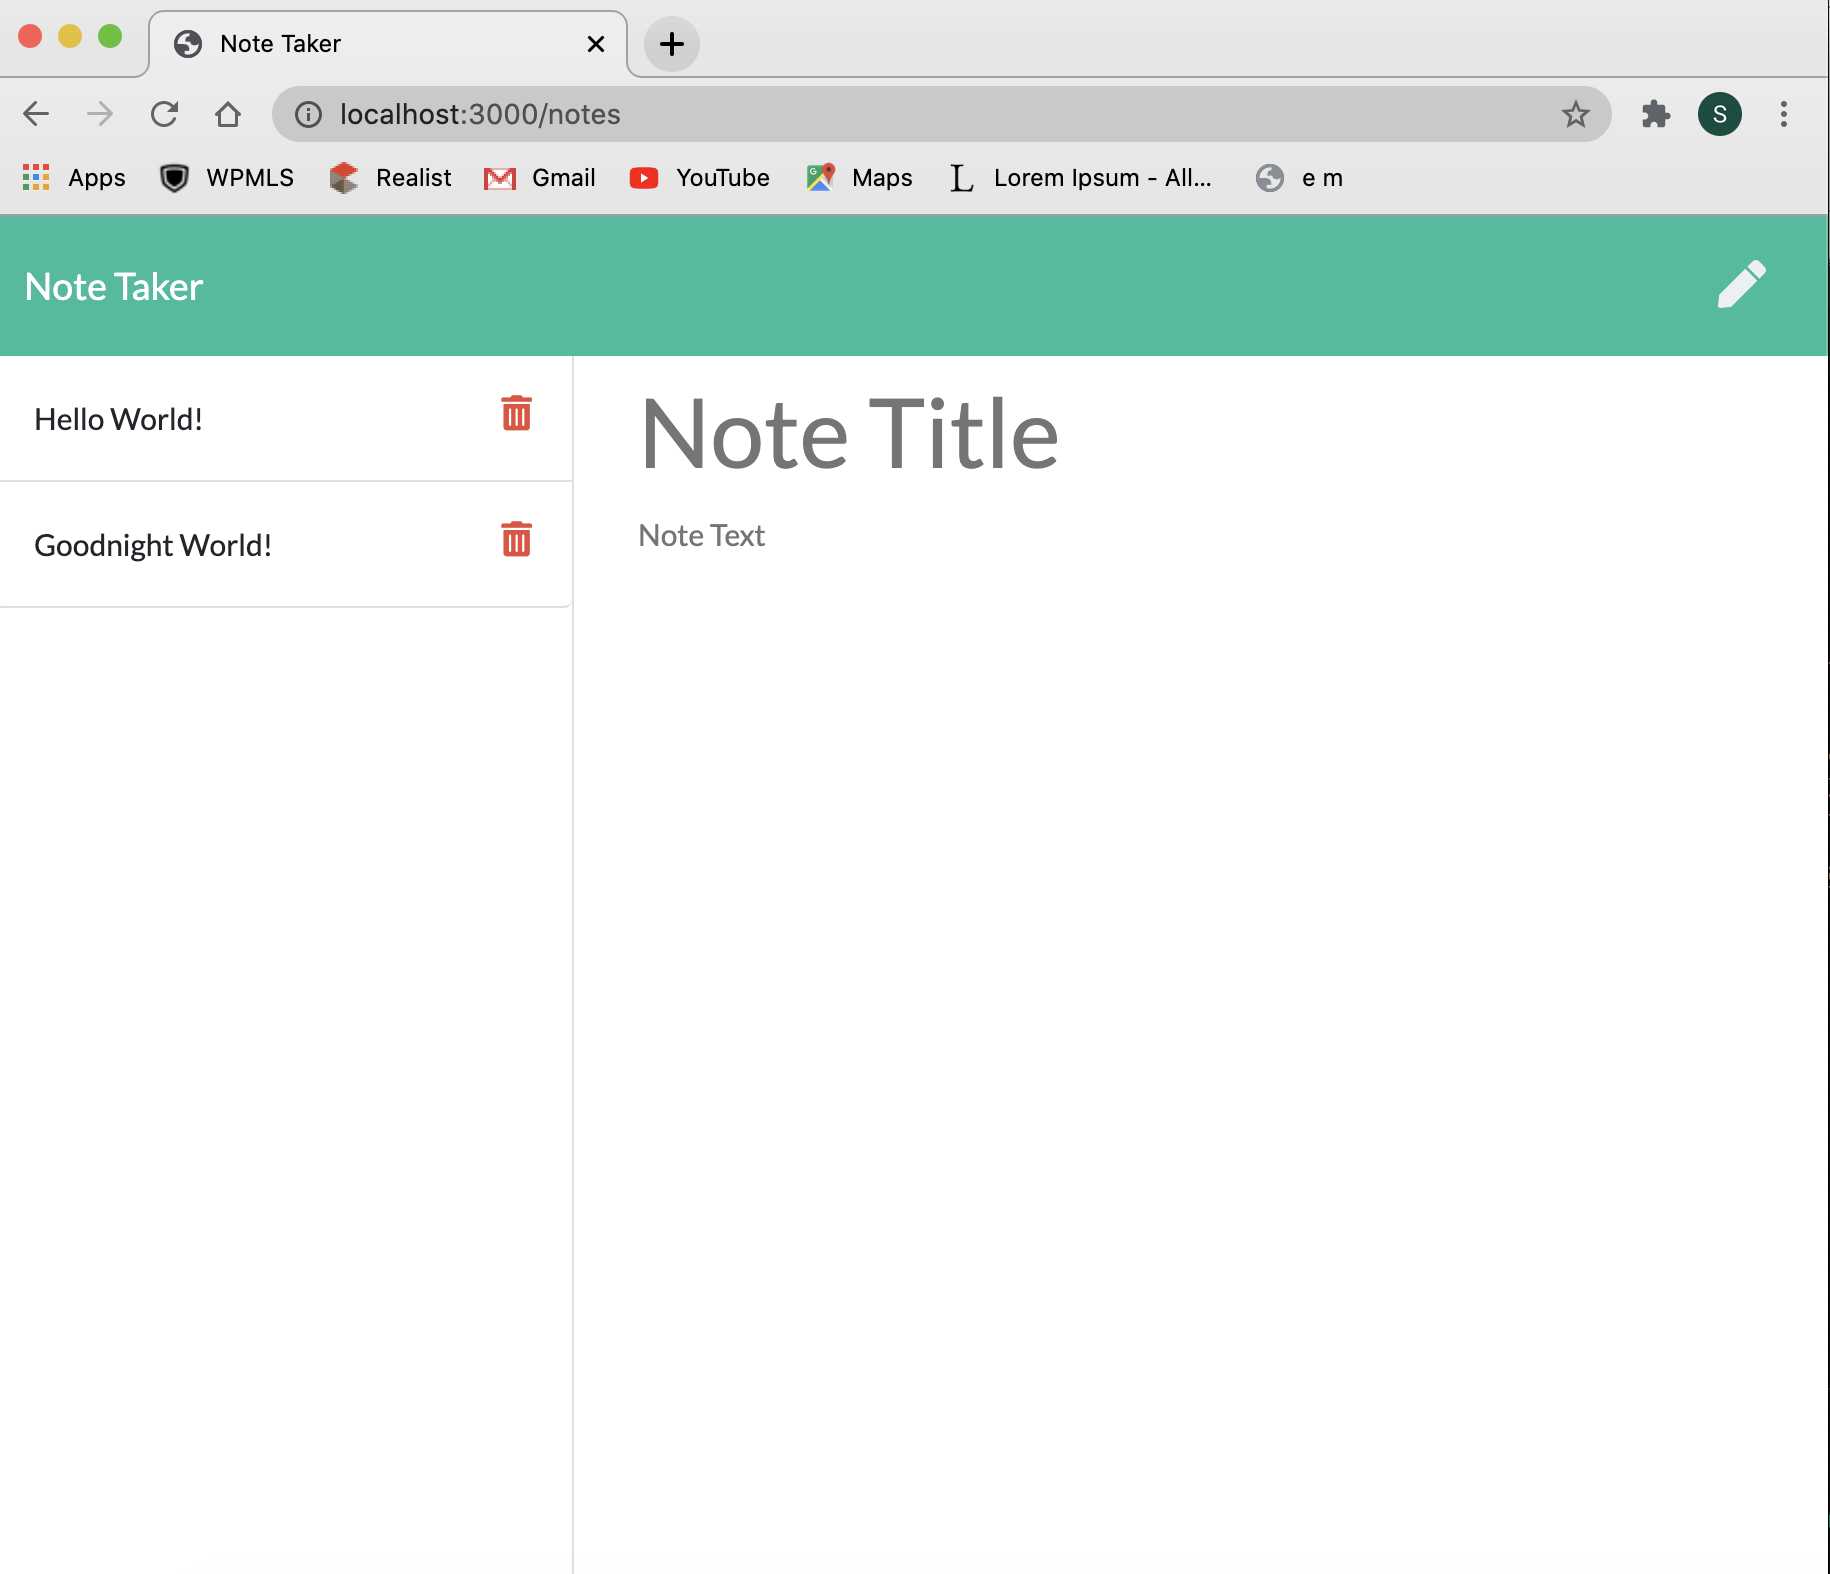 Note Taker
localhost:3000/notes
S
Apps WPMLS Realist Gmail YouTube Maps L Lorem Ipsum - All... e m
Note Taker
Hello World!
Goodnight World!
Note Title
Note Text